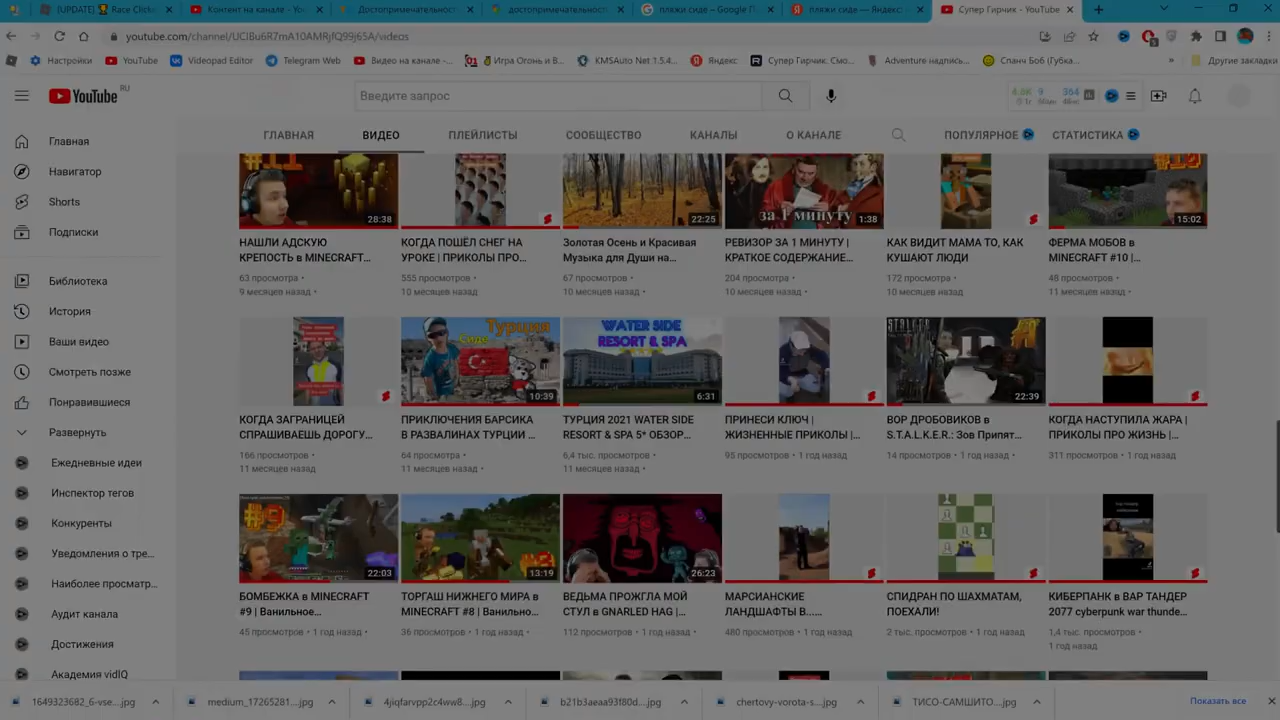 [UPDATE] 🏆 Race Clicke
Контент на канале - You
Достопримечательнос
достопримечательност
пляжи сиде – Google П
пляжи сиде — Яндекс:
Супер Гирчик - YouTube
youtube.com/channel/UCIBu6R7mA10AMRjfQ99j65A/videos
Настройки
YouTube
Videopad Editor
Telegram Web
Видео на канале -...
Игра Огонь и В...
KMSAuto Net 1.5.4...
Яндекс
Супер Гирчик. Смо...
Adventure надпись...
Спанч Боб (Губка...
»
Другие закладки
YouTube RU
Введите запрос
ГЛАВНАЯ
ВИДЕО
ПЛЕЙЛИСТЫ
СООБЩЕСТВО
КАНАЛЫ
О КАНАЛЕ
ПОПУЛЯРНОЕ
СТАТИСТИКА
Главная
Навигатор
Shorts
Подписки
Библиотека
История
Ваши видео
Смотреть позже
Понравившиеся
Развернуть
Ежедневные идеи
Инспектор тегов
Конкуренты
Уведомления о тре...
Наиболее просматр...
Аудит канала
Достижения
Академия vidIQ
#11
28:38
22:25
за 1 минуту
1:38
#10
15:02
НАШЛИ АДСКУЮ
КРЕПОСТЬ в MINECRAFT...
63 просмотра •
9 месяцев назад •
КОГДА ПОШЁЛ СНЕГ НА
УРОКЕ | ПРИКОЛЫ ПРО...
555 просмотров •
10 месяцев назад
Золотая Осень и Красивая
Музыка для Души на...
67 просмотров •
10 месяцев назад •
РЕВИЗОР ЗА 1 МИНУТУ |
КРАТКОЕ СОДЕРЖАНИЕ...
204 просмотра •
10 месяцев назад •
КАК ВИДИТ МАМА ТО, КАК
КУШАЮТ ЛЮДИ
172 просмотра •
10 месяцев назад
ФЕРМА МОБОВ в
MINECRAFT #10 |...
48 просмотров •
11 месяцев назад •
Турция
Сиде
10:39
WATER SIDE
RESORT & SPA
6:31
S.T.A.L.K.E.R.
22:39
КОГДА ЗАГРАНИЦЕЙ
СПРАШИВАЕШЬ ДОРОГУ...
166 просмотров •
11 месяцев назад
ПРИКЛЮЧЕНИЯ БАРСИКА
В РАЗВАЛИНАХ ТУРЦИИ ...
64 просмотра •
11 месяцев назад •
ТУРЦИЯ 2021 WATER SIDE
RESORT & SPA 5* ОБЗОР...
6,4 тыс. просмотров •
11 месяцев назад •
ПРИНЕСИ КЛЮЧ |
ЖИЗНЕННЫЕ ПРИКОЛЫ |...
95 просмотров • 1 год назад
ВОР ДРОБОВИКОВ в
S.T.A.L.K.E.R.: Зов Припят...
14 просмотров • 1 год назад •
КОГДА НАСТУПИЛА ЖАРА |
ПРИКОЛЫ ПРО ЖИЗНЬ |...
311 просмотров • 1 год назад
#9
22:03
13:19
26:23
БОМБЕЖКА в MINECRAFT
#9 | Ванильное...
45 просмотров • 1 год назад •
ТОРГАШ НИЖНЕГО МИРА в
MINECRAFT #8 | Ванильно...
36 просмотров • 1 год назад •
ВЕДЬМА ПРОЖГЛА МОЙ
СТУЛ в GNARLED HAG |...
112 просмотров • 1 год назад •
МАРСИАНСКИЕ
ЛАНДШАФТЫ В......
480 просмотров • 1 год назад
СПИДРАН ПО ШАХМАТАМ,
ПОЕХАЛИ!
2 тыс. просмотров • 1 год назад
КИБЕРПАНК в ВАР ТАНДЕР
2077 cyberpunk war thunde...
1,4 тыс. просмотров •
1 год назад
1649323682_6-vse....jpg
medium_17265281....jpg
4jiqfarvpp2c4ww8....jpg
b21b3aeaa93f80d....jpg
chertovy-vorota-s....jpg
ТИСО-САМШИТО....jpg
Показать все